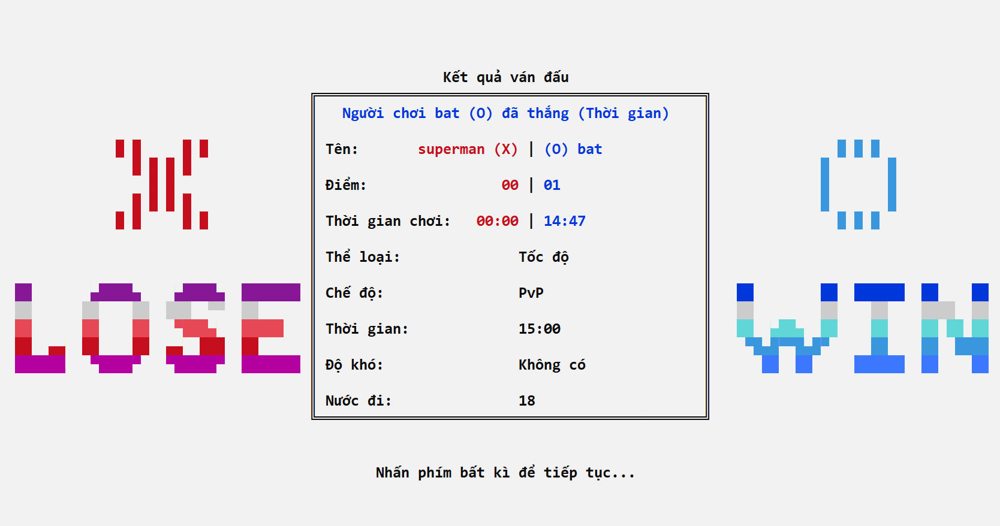 Kết quả ván đấu
Người chơi bat (O) đã thắng (Thời gian)
Tên: superman (X) | (O) bat
Điểm: 00 | 01
Thời gian chơi: 00:00 | 14:47
Thể loại: Tốc độ
Chế độ: PvP
Thời gian: 15:00
Độ khó: Không có
Nước đi: 18
X
O
LOSE
WIN
Nhấn phím bất kì để tiếp tục...